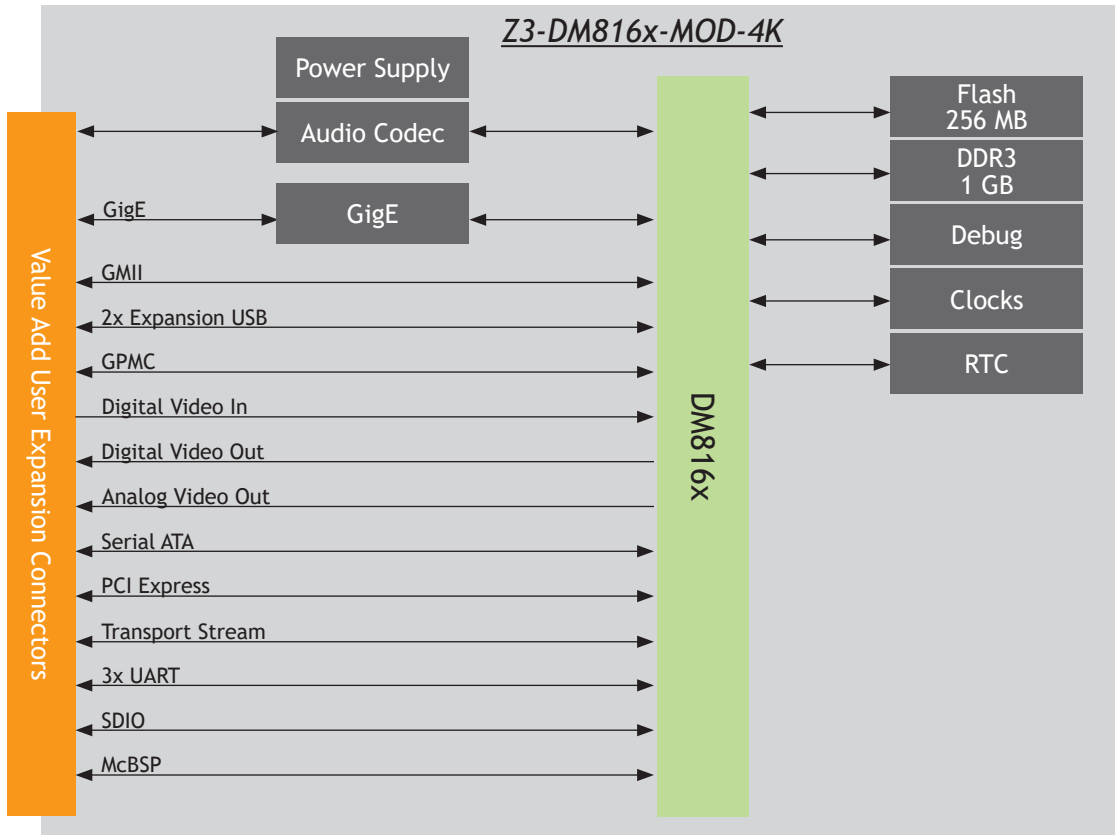 Z3-DM816x-MOD-4K
Power Supply
Audio Codec
GigE
GigE
GMII
2x Expansion USB
GPMC
Digital Video In
Digital Video Out
Analog Video Out
Serial ATA
PCI Express
Transport Stream
3x UART
SDIO
McBSP
Value Add User Expansion Connectors
DM816x
Flash
256 MB
DDR3
1 GB
Debug
Clocks
RTC